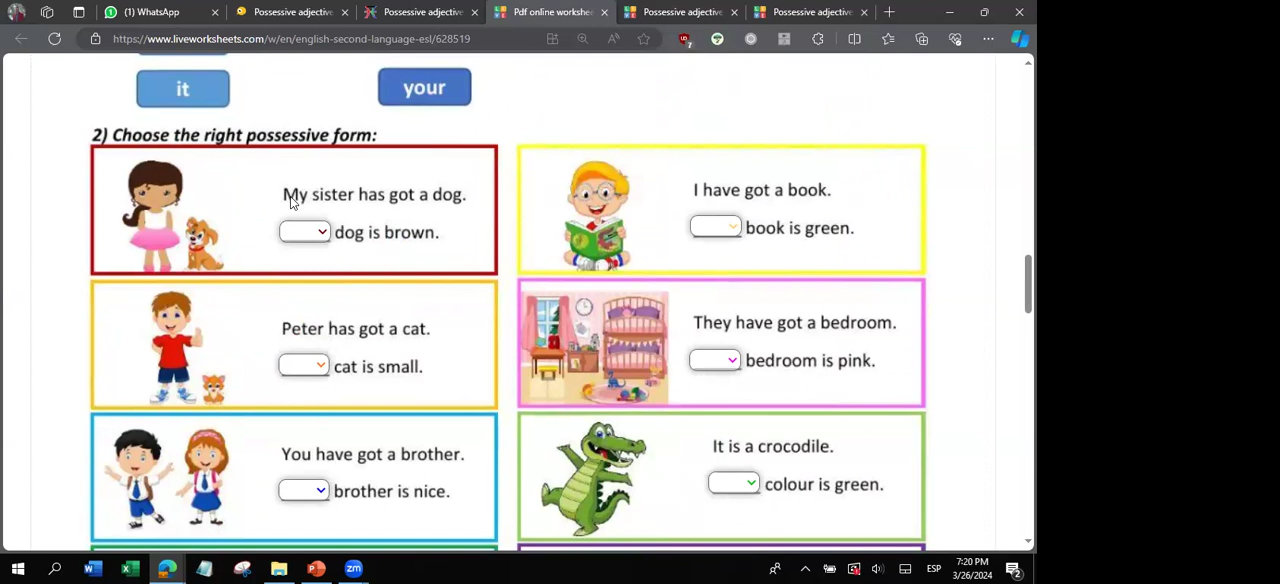 (1) WhatsApp
Possessive adjective
Possessive adjective
Pdf online workshee
Possessive adjective
Possessive adjective
https://www.liveworksheets.com/w/en/english-second-language-esl/628519
7
it
your
2) Choose the right possessive form:
My sister has got a dog.
dog is brown.
I have got a book.
book is green.
Peter has got a cat.
cat is small.
They have got a bedroom.
bedroom is pink.
You have got a brother.
brother is nice.
It is a crocodile.
colour is green.
ESP
7:20 PM
3/26/2024
2